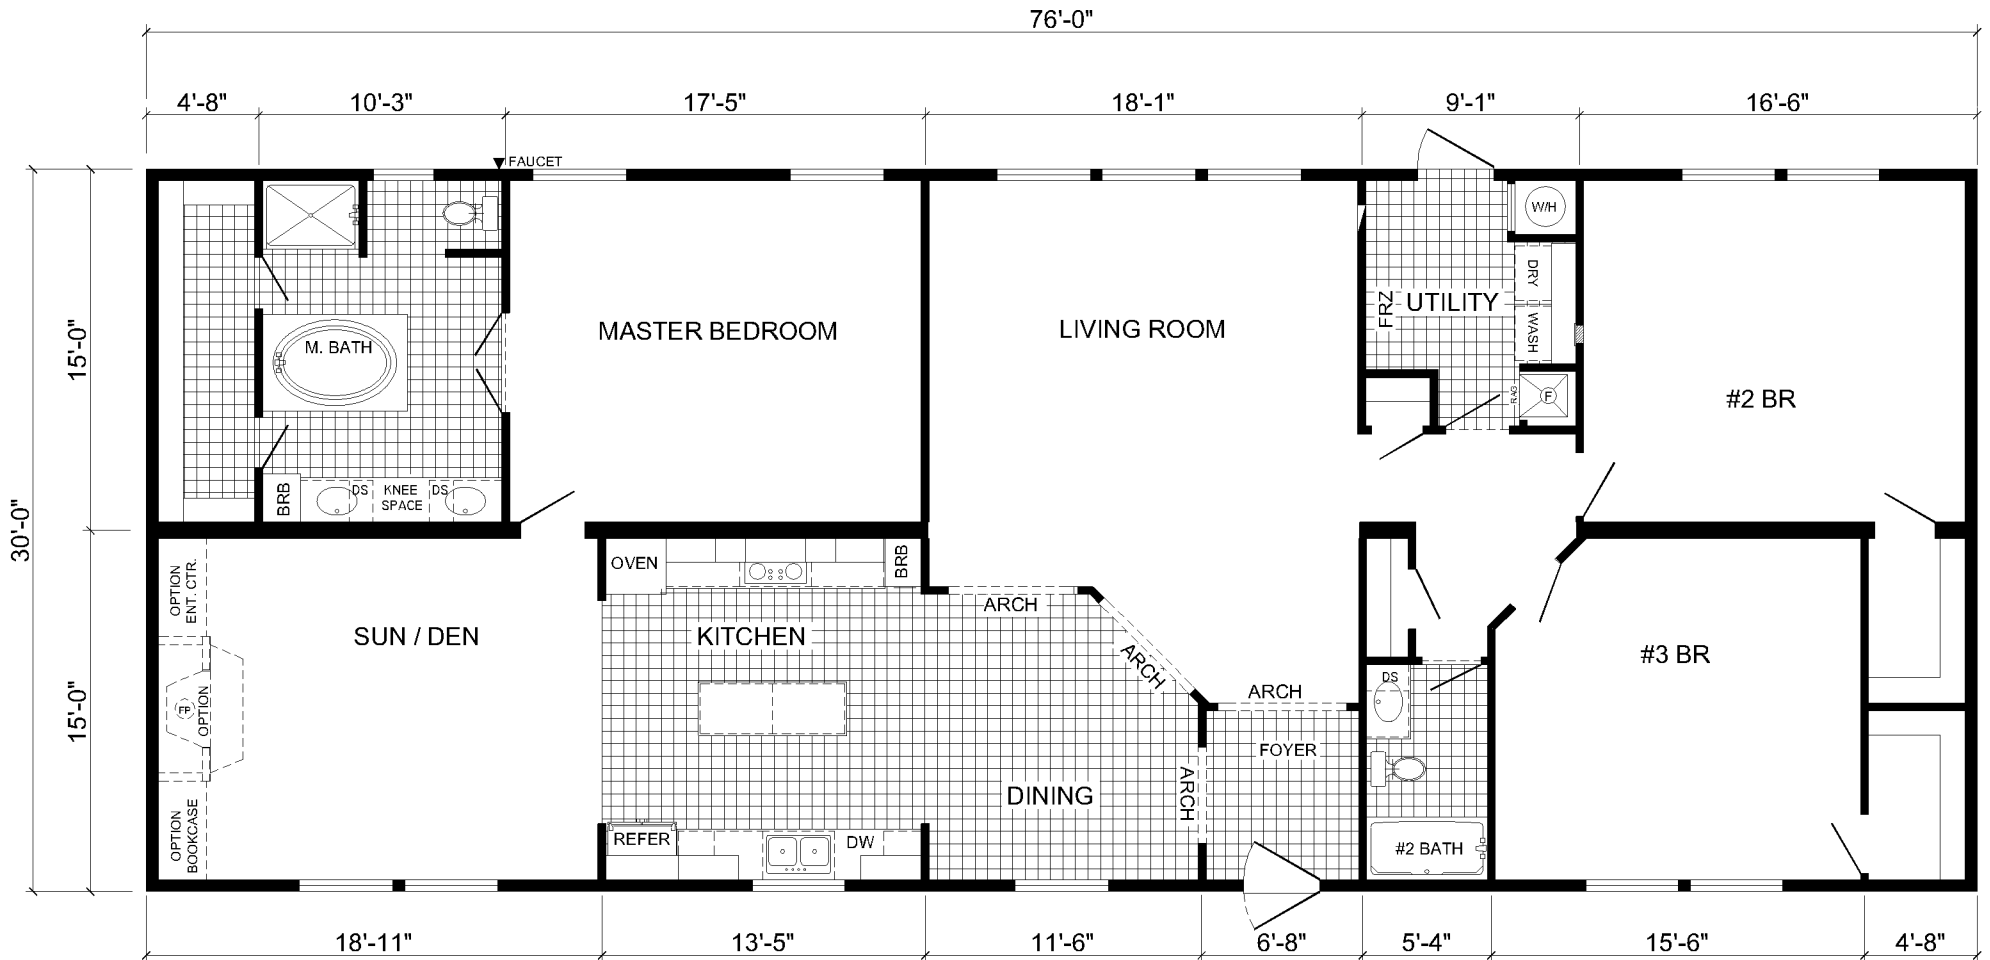 76'-0"
4'-8"
10'-3"
17'-5"
18'-1"
9'-1"
16'-6"
FAUCET
W/H
DRY
WASH
FRZ
UTILITY
M. BATH
MASTER BEDROOM
LIVING ROOM
15'-0"
30'-0"
RA3
F
#2 BR
BRB
DS
KNEE
SPACE
DS
OPTION
ENT. CTR.
OVEN
BRB
ARCH
SUN / DEN
KITCHEN
ARCH
#3 BR
DS
ARCH
FP
OPTION
15'-0"
FOYER
DINING
ARCH
OPTION
BOOKCASE
REFER
DW
#2 BATH
18'-11"
13'-5"
11'-6"
6'-8"
5'-4"
15'-6"
4'-8"